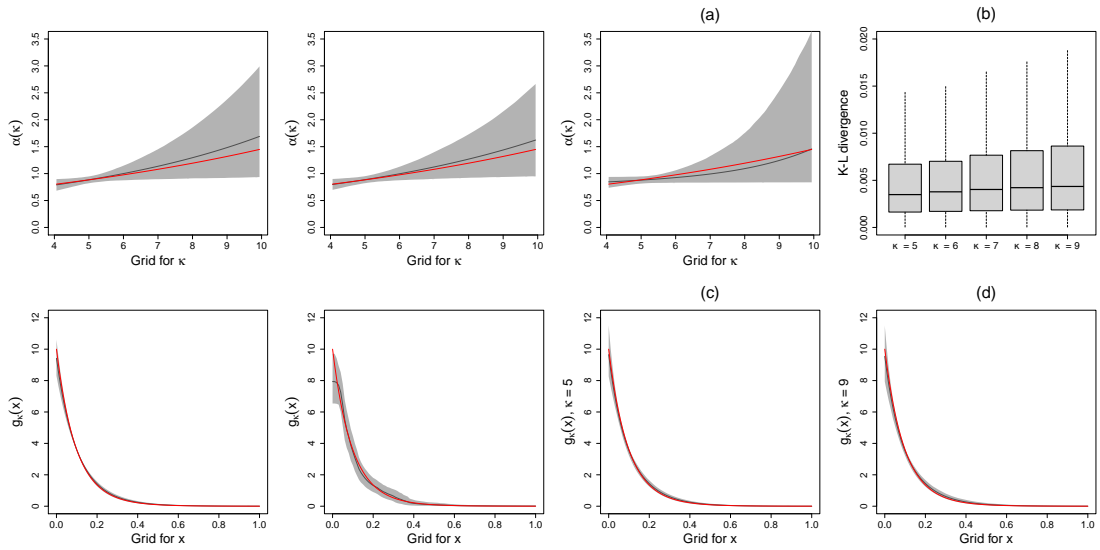 (a)
(b)
α(κ)
0.0 0.5 1.0 1.5 2.0 2.5 3.0 3.5
4 5 6 7 8 9 10
Grid for κ
α(κ)
0.0 0.5 1.0 1.5 2.0 2.5 3.0 3.5
4 5 6 7 8 9 10
Grid for κ
α(κ)
0.0 0.5 1.0 1.5 2.0 2.5 3.0 3.5
4 5 6 7 8 9 10
Grid for κ
K-L divergence
0.000 0.005 0.010 0.015 0.020
κ = 5 κ = 6 κ = 7 κ = 8 κ = 9
(c)
(d)
gκ(x)
0 2 4 6 8 10 12
0.0 0.2 0.4 0.6 0.8 1.0
Grid for x
gκ(x)
0 2 4 6 8 10 12
0.0 0.2 0.4 0.6 0.8 1.0
Grid for x
gκ(x), κ = 5
0 2 4 6 8 10 12
0.0 0.2 0.4 0.6 0.8 1.0
Grid for x
gκ(x), κ = 9
0 2 4 6 8 10 12
0.0 0.2 0.4 0.6 0.8 1.0
Grid for x